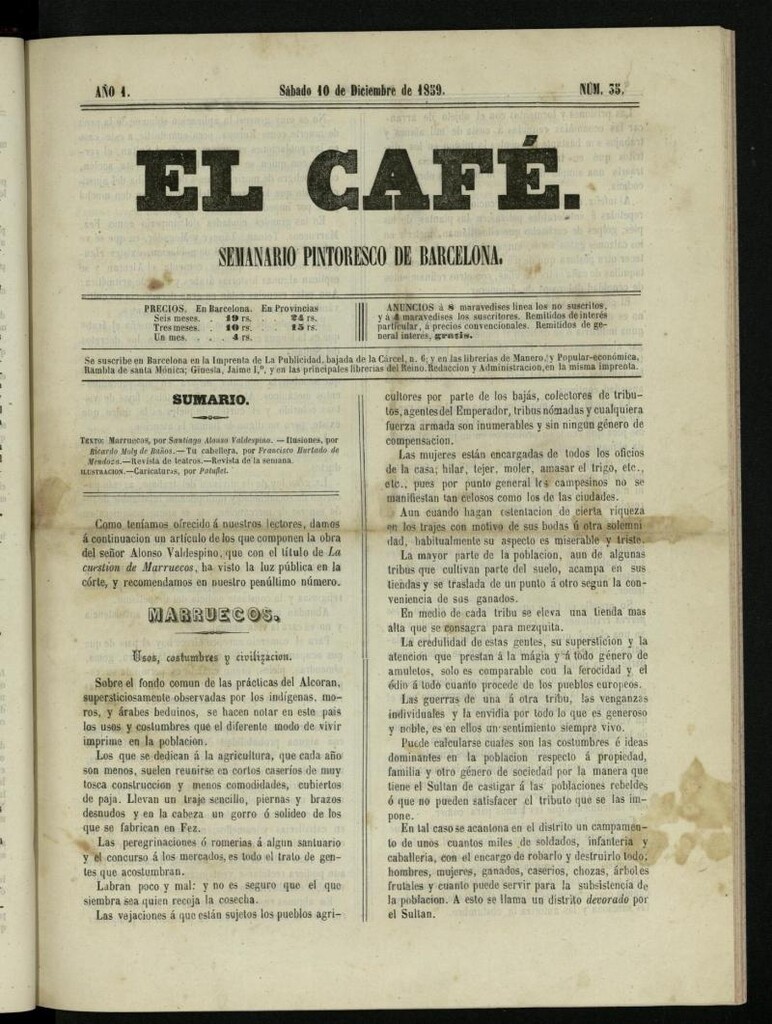 AÑO 1.
Sábado 10 de Diciembre de 1859.
NÚM. 35.
EL CAFÉ.
SEMANARIO PINTORESCO DE BARCELONA.
PRECIOS. En Barcelona. En Provincias
Seis meses. . 19 rs. . . 24 rs.
Tres meses. . 10 rs. . . 15 rs.
Un mes. . . . 4 rs.
ANUNCIOS á 8 maravedises linea los no suscritos,
y á 4 maravedises los suscritores. Remitidos de interés
particular, á precios convencionales. Remitidos de ge-
neral interés, gratis.
Se suscribe en Barcelona en la Imprenta de La Publicidad, bajada de la Cárcel, n. 6; y en las librerias de Manero, y Popular-económica,
Rambla de santa Mónica; Ginesta, Jaime I,º, y en las principales librerias del Reino. Redaccion y Administracion, en la misma imprenta.
SUMARIO.
TEXTO: Marruecos, por Santiago Alonso Valdespino. — Ilusiones, por
Ricardo Moly de Baños. — Tu cabellera, por Francisco Hurtado de
Mendoza. — Revista de teatros. — Revista de la semana.
ILUSTRACION. — Caricaturas, por Patuflet.
Como teníamos ofrecido á nuestros lectores, damos
á continuacion un artículo de los que componen la obra
del señor Alonso Valdespino, que con el título de La
cuestion de Marruecos, ha visto la luz pública en la
córte, y recomendamos en nuestro penúltimo número.
MARRUECOS.
Usos, costumbres y civilizacion.
Sobre el fondo comun de las prácticas del Alcoran,
supersticiosamente observadas por los indígenas, mo-
ros, y árabes beduinos, se hacen notar en este pais
los usos y costumbres que el diferente modo de vivir
imprime en la poblacion.
Los que se dedican á la agricultura, que cada año
son menos, suelen reunirse en cortos caseríos de muy
tosca construccion y menos comodidades, cubiertos
de paja. Llevan un traje sencillo, piernas y brazos
desnudos y en la cabeza un gorro ó solideo de los
que se fabrican en Fez.
Las peregrinaciones ó romerias á algun santuario
y el concurso á los mercados, es todo el trato de gen-
tes que acostumbran.
Labran poco y mal: y no es seguro que el que
siembra sea quien recoja la cosecha.
Las vejaciones á que están sujetos los pueblos agri-
cultores por parte de los bajás, colectores de tribu-
tos, agentes del Emperador, tribus nómadas y cualquiera
fuerza armada son inumerables y sin ningún género de
compensacion.
Las mujeres están encargadas de todos los oficios
de la casa; hilar, tejer, moler, amasar el trigo, etc.,
etc., pues por punto general los campesinos no se
manifiestan tan celosos como los de las ciudades.
Aun cuando hagan ostentacion de cierta riqueza
en los trajes con motivo de sus bodas ú otra solemni
dad, habitualmente su aspecto es miserable y triste.
La mayor parte de la poblacion, aun de algunas
tribus que cultivan parte del suelo, acampa en sus
tiendas y se traslada de un punto á otro segun la con-
veniencia de sus ganados.
En medio de cada tribu se eleva una tienda mas
alta que se consagra para mezquita.
La credulidad de estas gentes, su supersticion y la
atencion que prestan á la mágia y á todo género de
amuletos, solo es comparable con la ferocidad y el
ódio á todo cuanto procede de los pueblos europeos.
Las guerras de una á otra tribu, las venganzas
individuales y la envidia por todo lo que es generoso
y noble, es en ellos un sentimiento siempre vivo.
Puede calcularse cuales son las costumbres é ideas
dominantes en la poblacion respecto á propiedad,
familia y otro género de sociedad por la manera que
tiene el Sultan de castigar á las poblaciones rebeldes
ó que no pueden satisfacer el tributo que se las im-
pone.
En tal caso se acantona en el distrito un campamen-
to de unos cuantos miles de soldados, infanteria y
caballeria, con el encargo de robarlo y destruirlo todo;
hombres, mujeres, ganados, caserios, chozas, árboles
frutales y cuanto puede servir para la subsistencia de
la poblacion. A esto se llama un distrito devorado por
el Sultan.